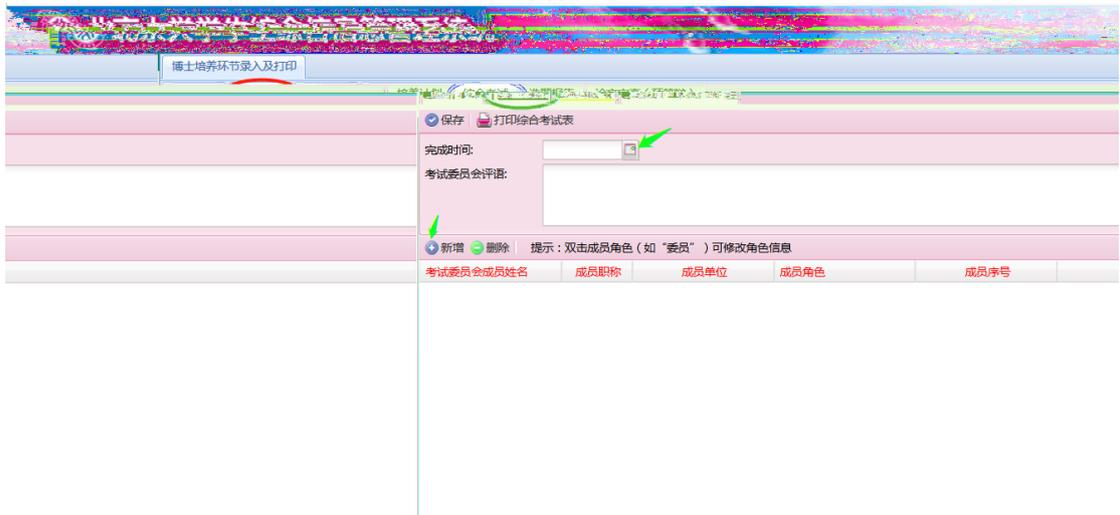 博士培养环节录入及打印
保存 打印综合考试表
完成时间:
考试委员会评语:
新增 删除 提示：双击成员角色（如“委员”）可修改角色信息
考试委员会成员姓名 成员职称 成员单位 成员角色 成员序号